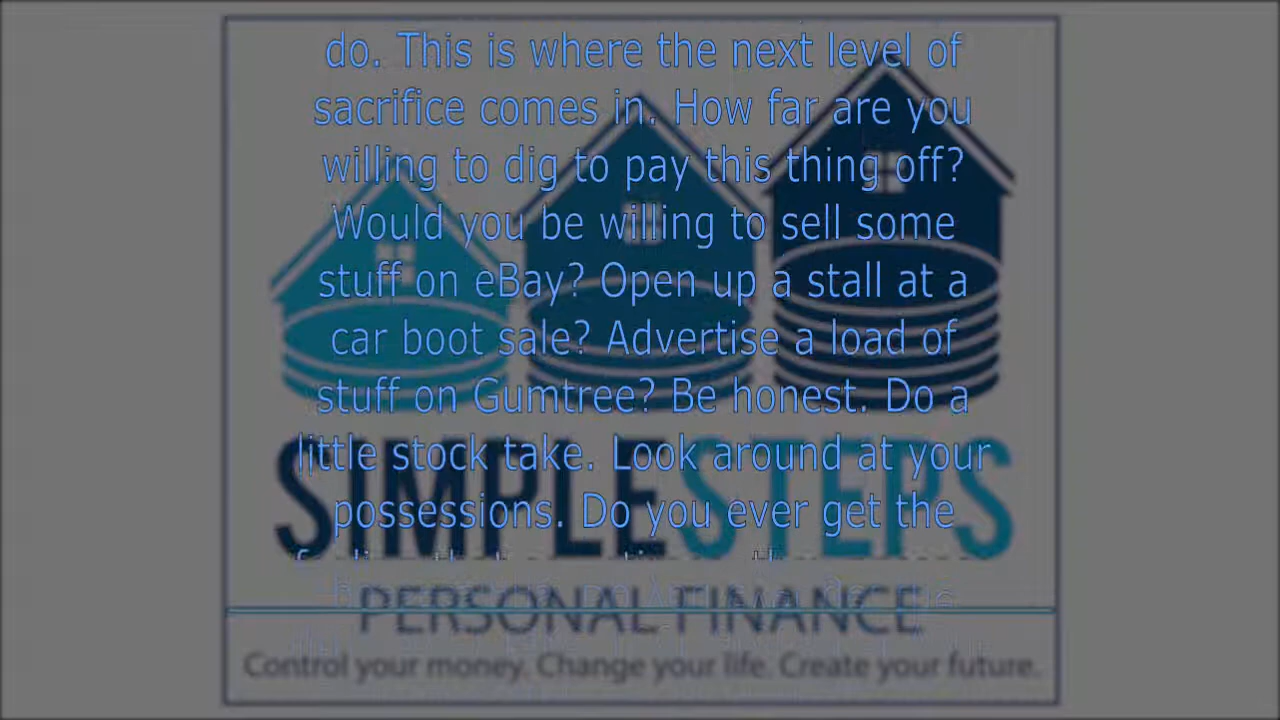 do. This is where the next level of
sacrifice comes in. How far are you
willing to dig to pay this thing off?
Would you be willing to sell some
stuff on eBay? Open up a stall at a
car boot sale? Advertise a load of
stuff on Gumtree? Be honest. Do a
little stock take. Look around at your
possessions. Do you ever get the
SIMPLESTEPS
PERSONAL FINANCE
Control your money. Change your life. Create your future.